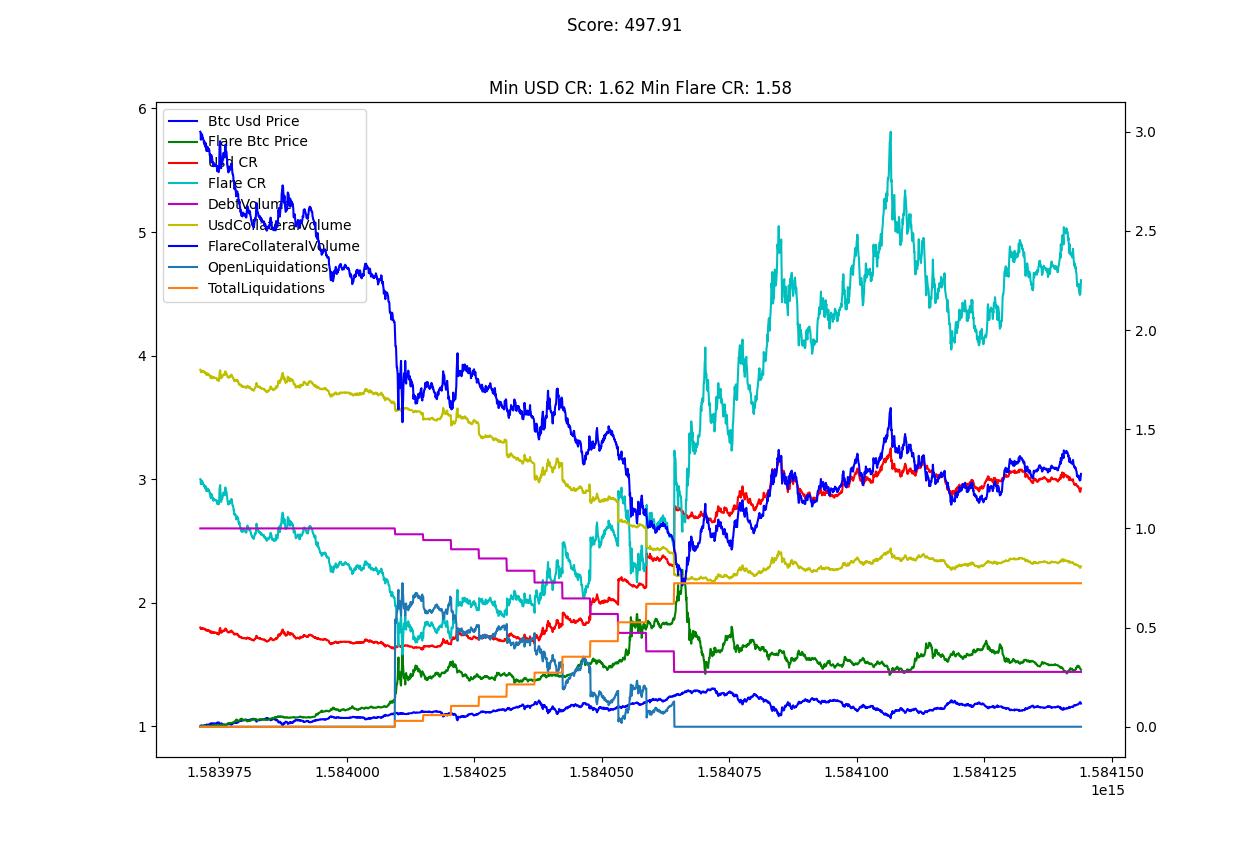 Score: 497.91
Min USD CR: 1.62 Min Flare CR: 1.58
Btc Usd Price
Flare Btc Price
Usd CR
Flare CR
DebtVolume
UsdCollateralVolume
FlareCollateralVolume
OpenLiquidations
TotalLiquidations
6
5
4
3
2
1
3.0
2.5
2.0
1.5
1.0
0.5
0.0
1.583975 1.584000 1.584025 1.584050 1.584075 1.584100 1.584125 1.584150
1e15